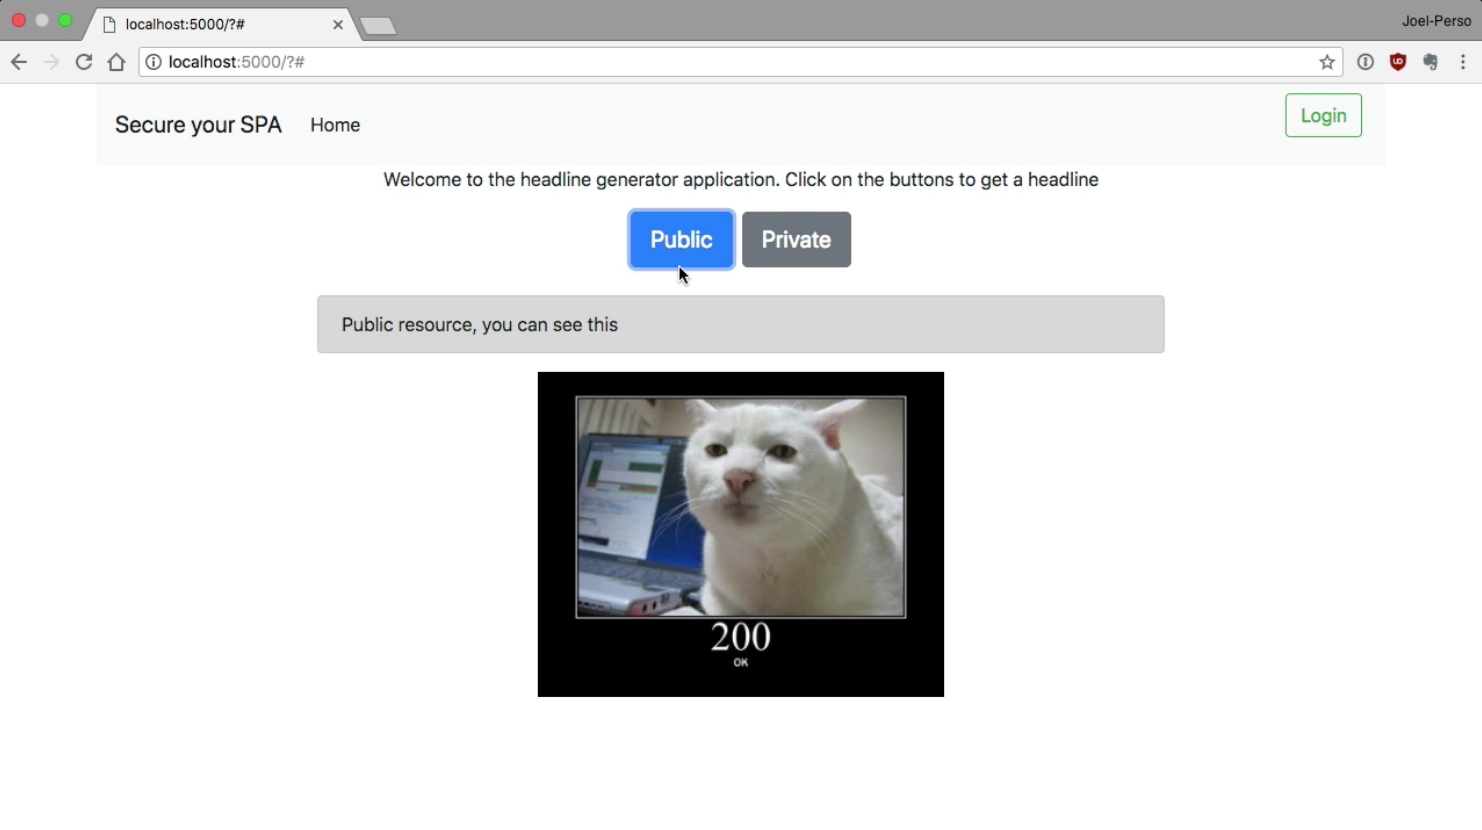 localhost:5000/?#
Joel-Perso
localhost:5000/?#
Secure your SPA
Home
Login
Welcome to the headline generator application. Click on the buttons to get a headline
Public
Private
Public resource, you can see this
200
OK